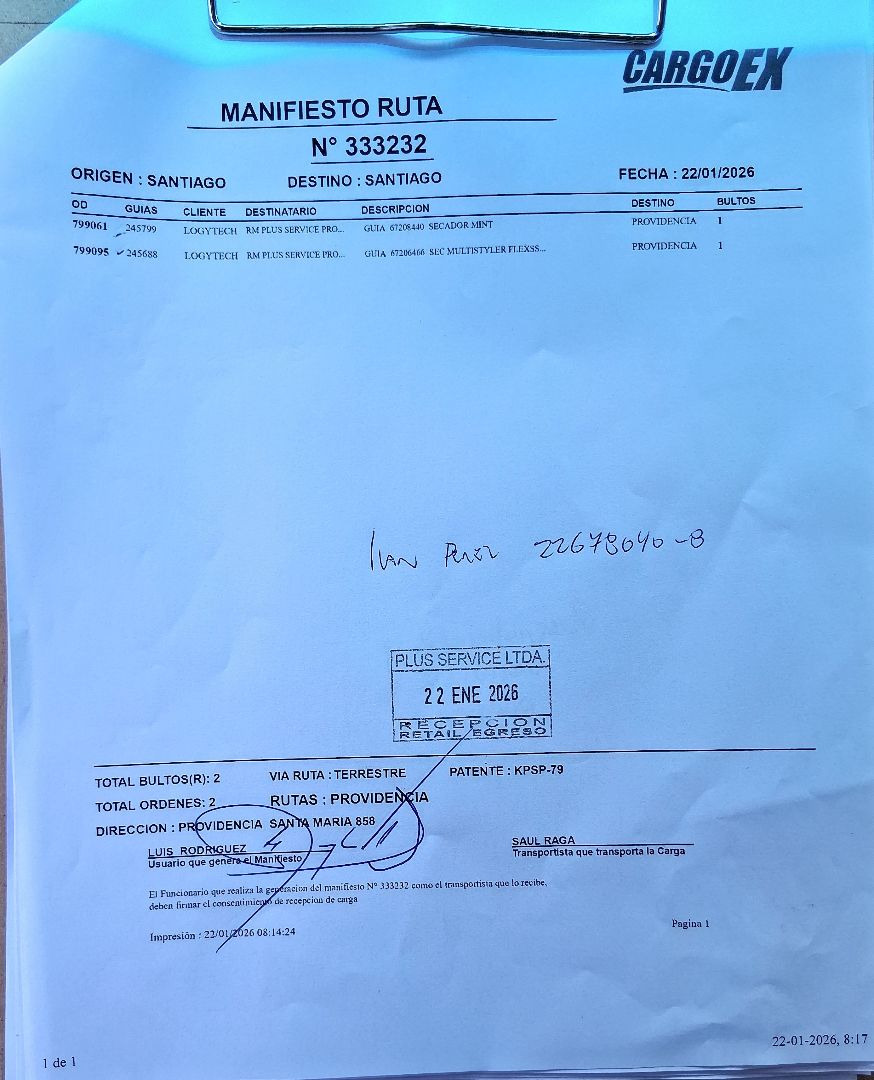 CARGOEX
MANIFIESTO RUTA
N° 333232
ORIGEN : SANTIAGO DESTINO : SANTIAGO FECHA : 22/01/2026
OD GUIAS CLIENTE DESTINATARIO DESCRIPCION DESTINO BULTOS
799061 245799 LOGYTECH RM PLUS SERVICE PRO... GUIA 67208440 SECADOR MINT PROVIDENCIA 1
799095 245688 LOGYTECH RM PLUS SERVICE PRO... GUIA 67206466 SEC MULTISTYLER FLEXSS... PROVIDENCIA 1
Ivan Perez 22678040-8
PLUS SERVICE LTDA.
22 ENE 2026
RECEPCION
RETAIL EGRESO
TOTAL BULTOS(R): 2 VIA RUTA : TERRESTRE PATENTE : KPSP-79
TOTAL ORDENES: 2 RUTAS : PROVIDENCIA
DIRECCION : PROVIDENCIA SANTA MARIA 858
LUIS RODRIGUEZ SAUL RAGA
Usuario que genera el Manifiesto Transportista que transporta la Carga
El Funcionario que realiza la generacion del manifiesto N° 333232 como el transportista que lo recibe,
deben firmar el consentimiento de recepcion de carga
Impresión : 22/01/2026 08:14:24 Pagina 1
1 de 1 22-01-2026, 8:17